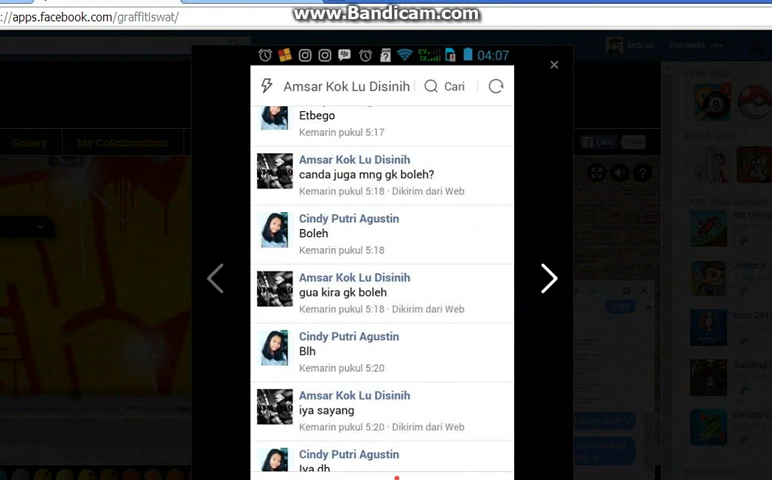 www.Bandicam.com
://apps.facebook.com/graffitiswat/
04:07
Amsar Kok Lu Disinih
Cari
Etbego
Kemarin pukul 5:17
Amsar Kok Lu Disinih
canda juga mng gk boleh?
Kemarin pukul 5:18 · Dikirim dari Web
Cindy Putri Agustin
Boleh
Kemarin pukul 5:18
Amsar Kok Lu Disinih
gua kira gk boleh
Kemarin pukul 5:18 · Dikirim dari Web
Cindy Putri Agustin
Blh
Kemarin pukul 5:20
Amsar Kok Lu Disinih
iya sayang
Kemarin pukul 5:20 · Dikirim dari Web
Cindy Putri Agustin
Iya dh
Gallery
My Collaborations
Like
Beranda 20+
Jetpack